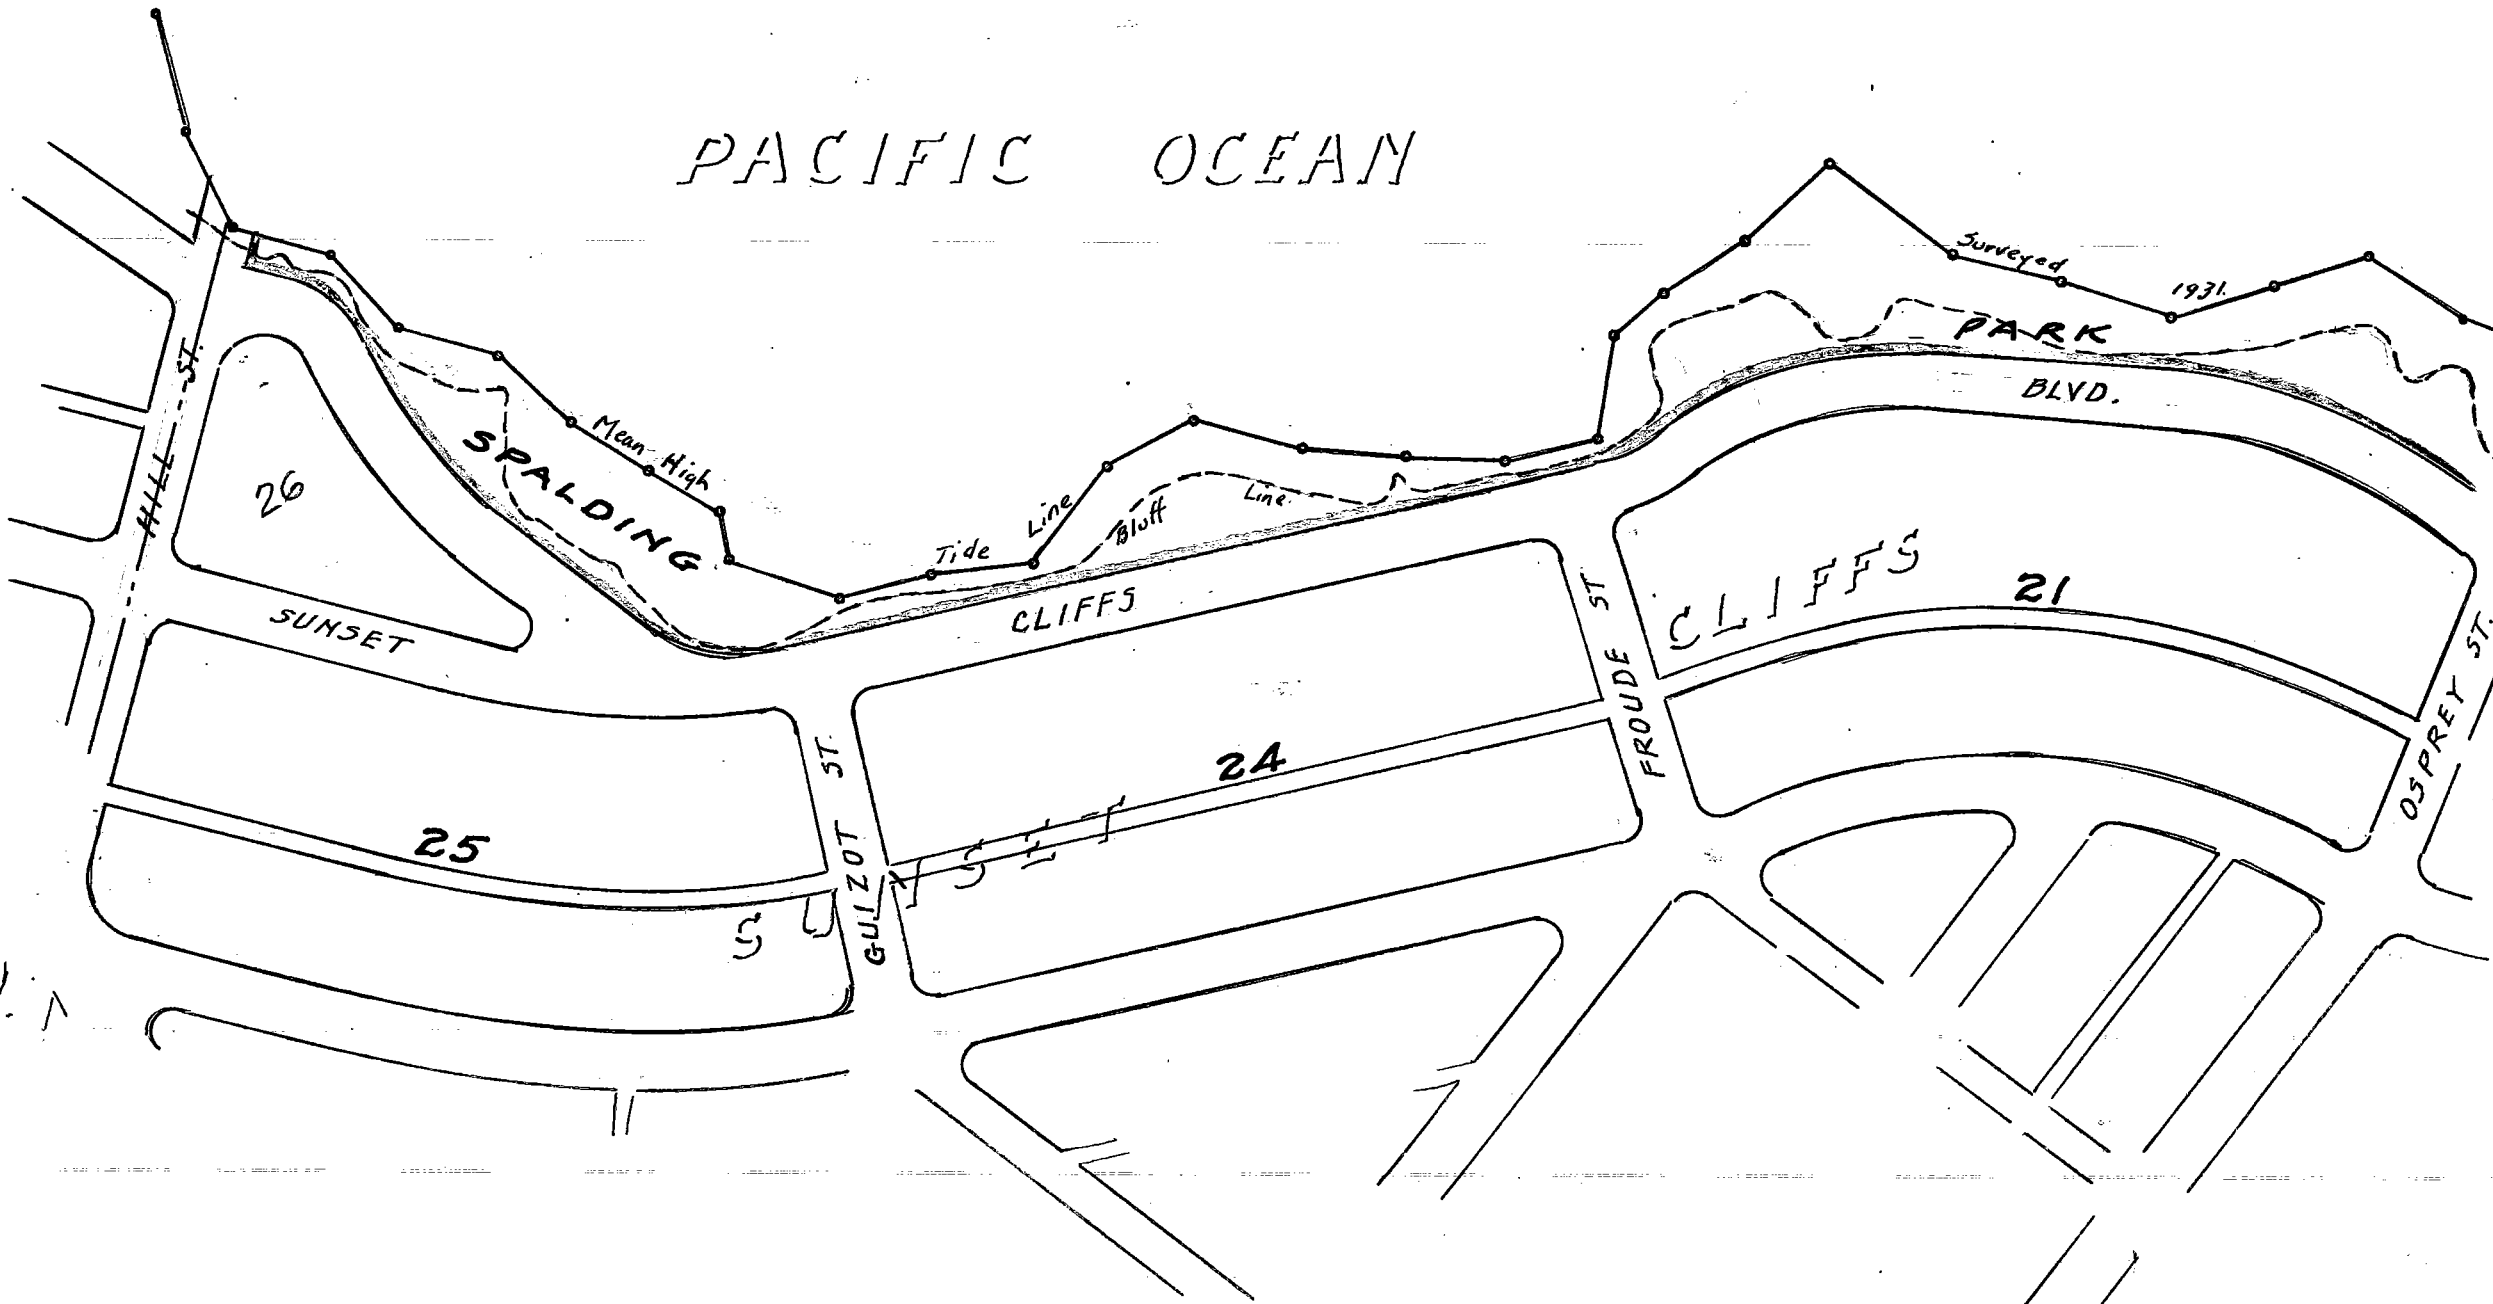 PACIFIC OCEAN
Surveyed 1931.
SPALDING PARK
Mean High Tide Line
Bluff Line.
SUNSET CLIFFS BLVD.
HILL ST.
26
SUNSET CLIFFS
21
24
25
GUIZOT ST.
FROUDE ST
OSPREY ST.